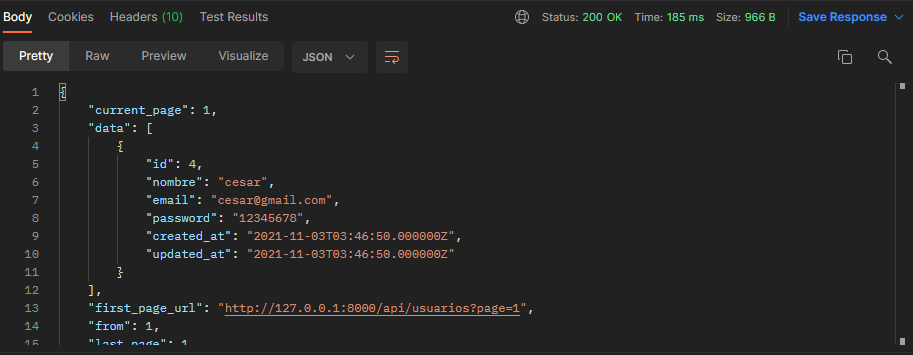 Body Cookies Headers (10) Test Results Status: 200 OK Time: 185 ms Size: 966 B Save Response
Pretty Raw Preview Visualize JSON
1 {
2 "current_page": 1,
3 "data": [
4 {
5 "id": 4,
6 "nombre": "cesar",
7 "email": "cesar@gmail.com",
8 "password": "12345678",
9 "created_at": "2021-11-03T03:46:50.000000Z",
10 "updated_at": "2021-11-03T03:46:50.000000Z"
11 }
12 ],
13 "first_page_url": "http://127.0.0.1:8000/api/usuarios?page=1",
14 "from": 1,
15 "last_page": 1,